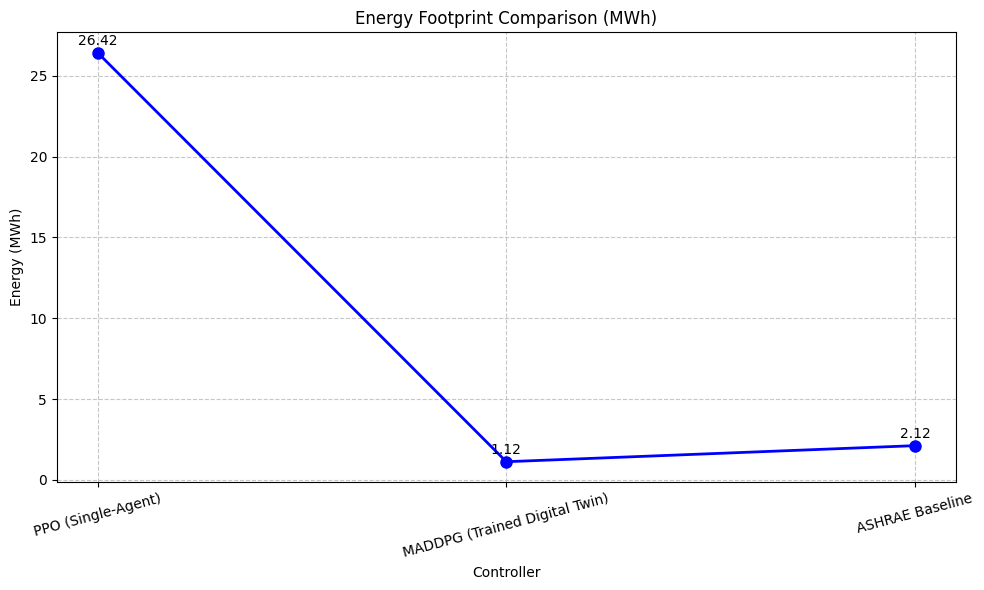 Energy Footprint Comparison (MWh)
26.42
1.12
2.12
25
20
15
10
5
0
Energy (MWh)
PPO (Single-Agent)
MADDPG (Trained Digital Twin)
ASHRAE Baseline
Controller